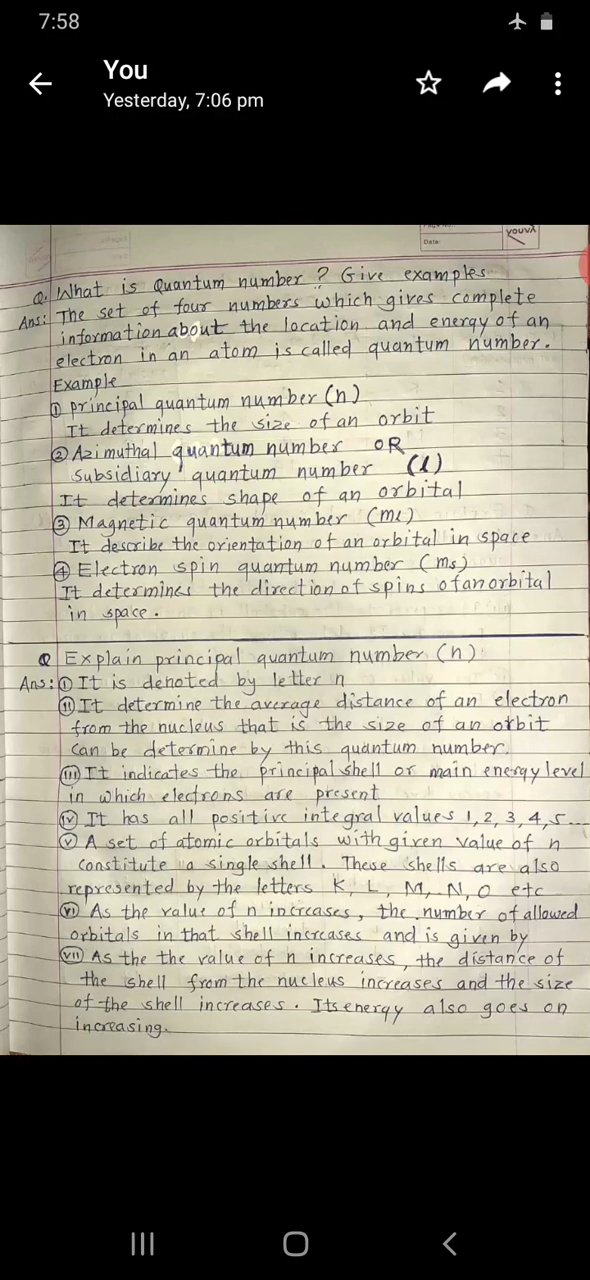 7:58
You
Yesterday, 7:06 pm
Date:
YOUVA
Q. What is Quantum number ? Give examples
Ans: The set of four numbers which gives complete
information about the location and energy of an
electron in an atom is called quantum number.
Example
① principal quantum number (n)
It determines the size of an orbit
② Azimuthal quantum number OR
subsidiary quantum number (l)
It determines shape of an orbital
③ Magnetic quantum number (ml)
It describe the orientation of an orbital in space
④ Electron spin quantum number (ms)
It determines the direction of spins of an orbital
in space.
Q Explain principal quantum number (n)
Ans: ⓘ It is denoted by letter n
ⓘⓘ It determine the average distance of an electron
from the nucleus that is the size of an orbit
can be determine by this quantum number.
(iii) It indicates the principal shell or main energy level
in which electrons are present
(iv) It has all positive integral values 1, 2, 3, 4, 5 ...
(v) A set of atomic orbitals with given value of n
constitute a single shell. These shells are also
represented by the letters K, L, M, N, O etc
(vi) As the value of n increases, the number of allowed
orbitals in that shell increases and is given by
(vii) As the the value of n increases, the distance of
the shell from the nucleus increases and the size
of the shell increases. Its energy also goes on
increasing.